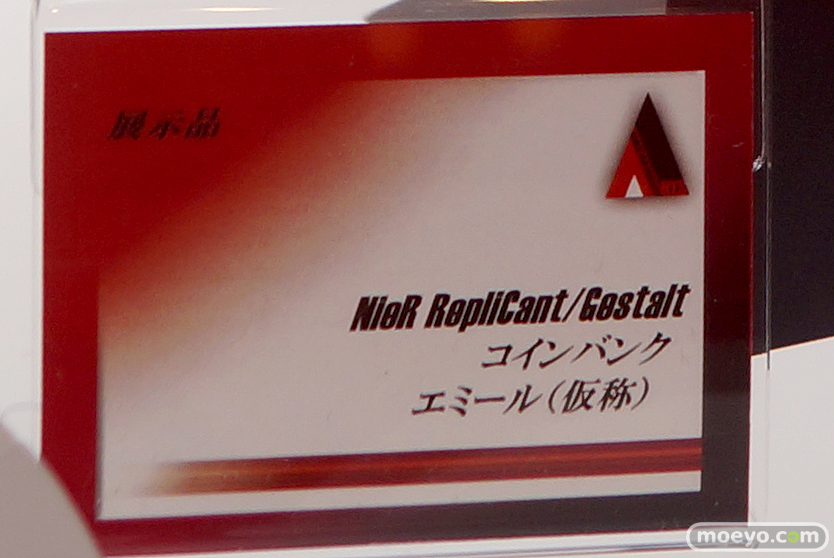 展示品
NieR RepliCant/Gestalt
コインバンク
エミール(仮称)
moeyo.com